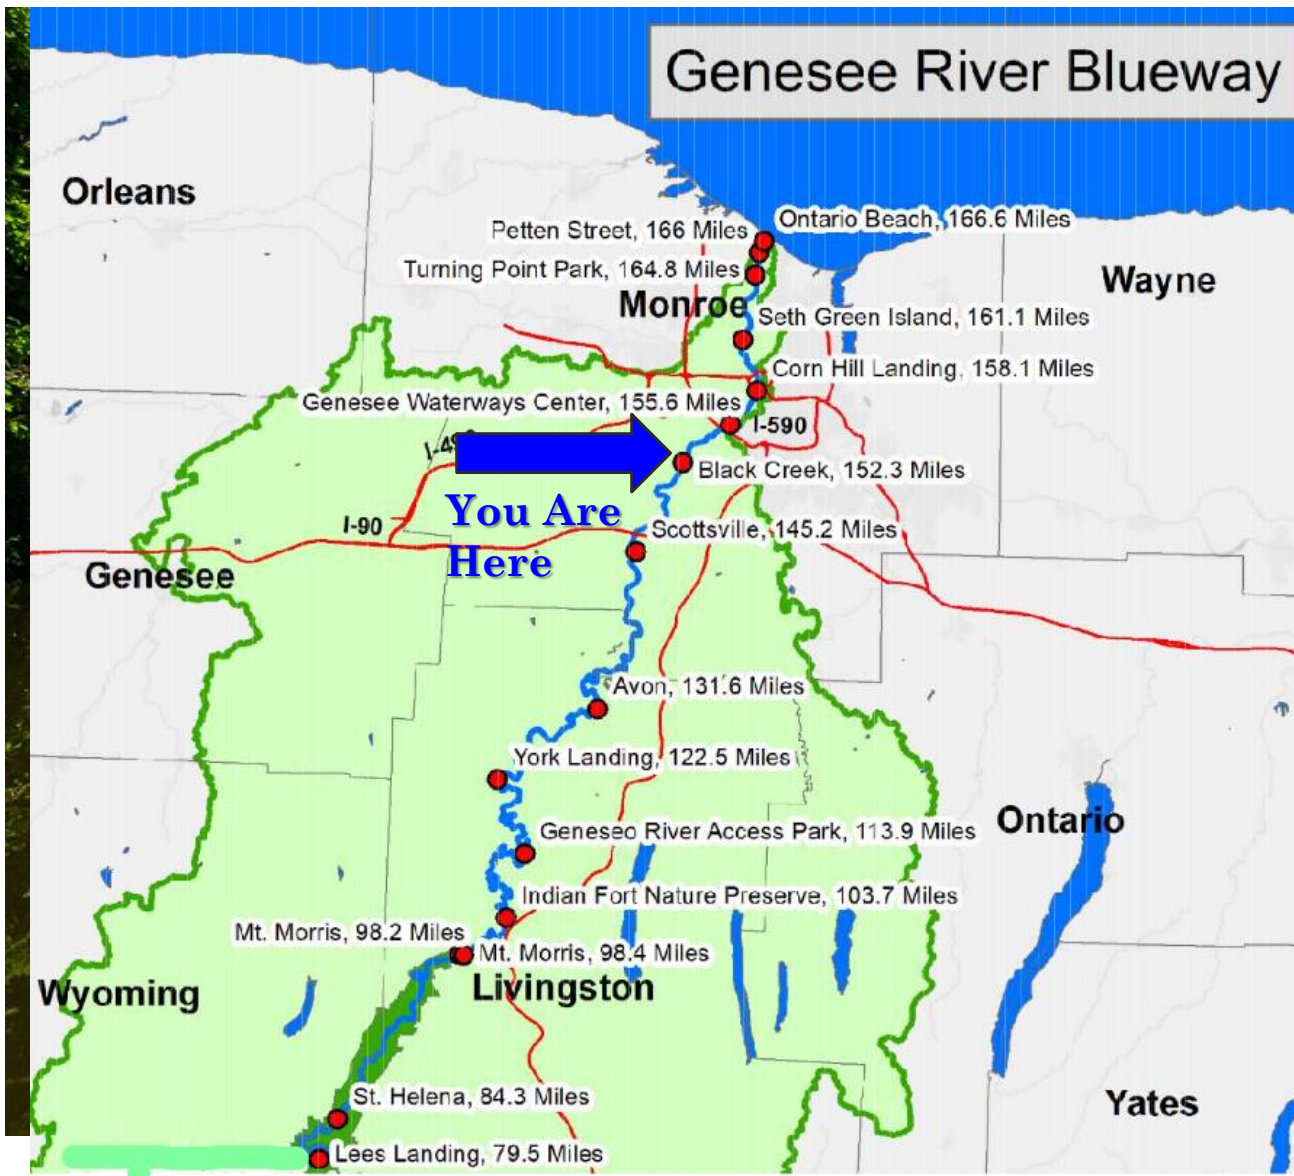 Genesee River Blueway
Orleans
Ontario Beach, 166.6 Miles
Petten Street, 166 Miles
Turning Point Park, 164.8 Miles
Wayne
Monroe
Seth Green Island, 161.1 Miles
Corn Hill Landing, 158.1 Miles
Genesee Waterways Center, 155.6 Miles
I-590
I-490
Black Creek, 152.3 Miles
You Are
Here
I-90
Scottsville, 145.2 Miles
Genesee
Avon, 131.6 Miles
York Landing, 122.5 Miles
Geneseo River Access Park, 113.9 Miles
Ontario
Indian Fort Nature Preserve, 103.7 Miles
Mt. Morris, 98.2 Miles
Mt. Morris, 98.4 Miles
Wyoming
Livingston
St. Helena, 84.3 Miles
Yates
Lees Landing, 79.5 Miles